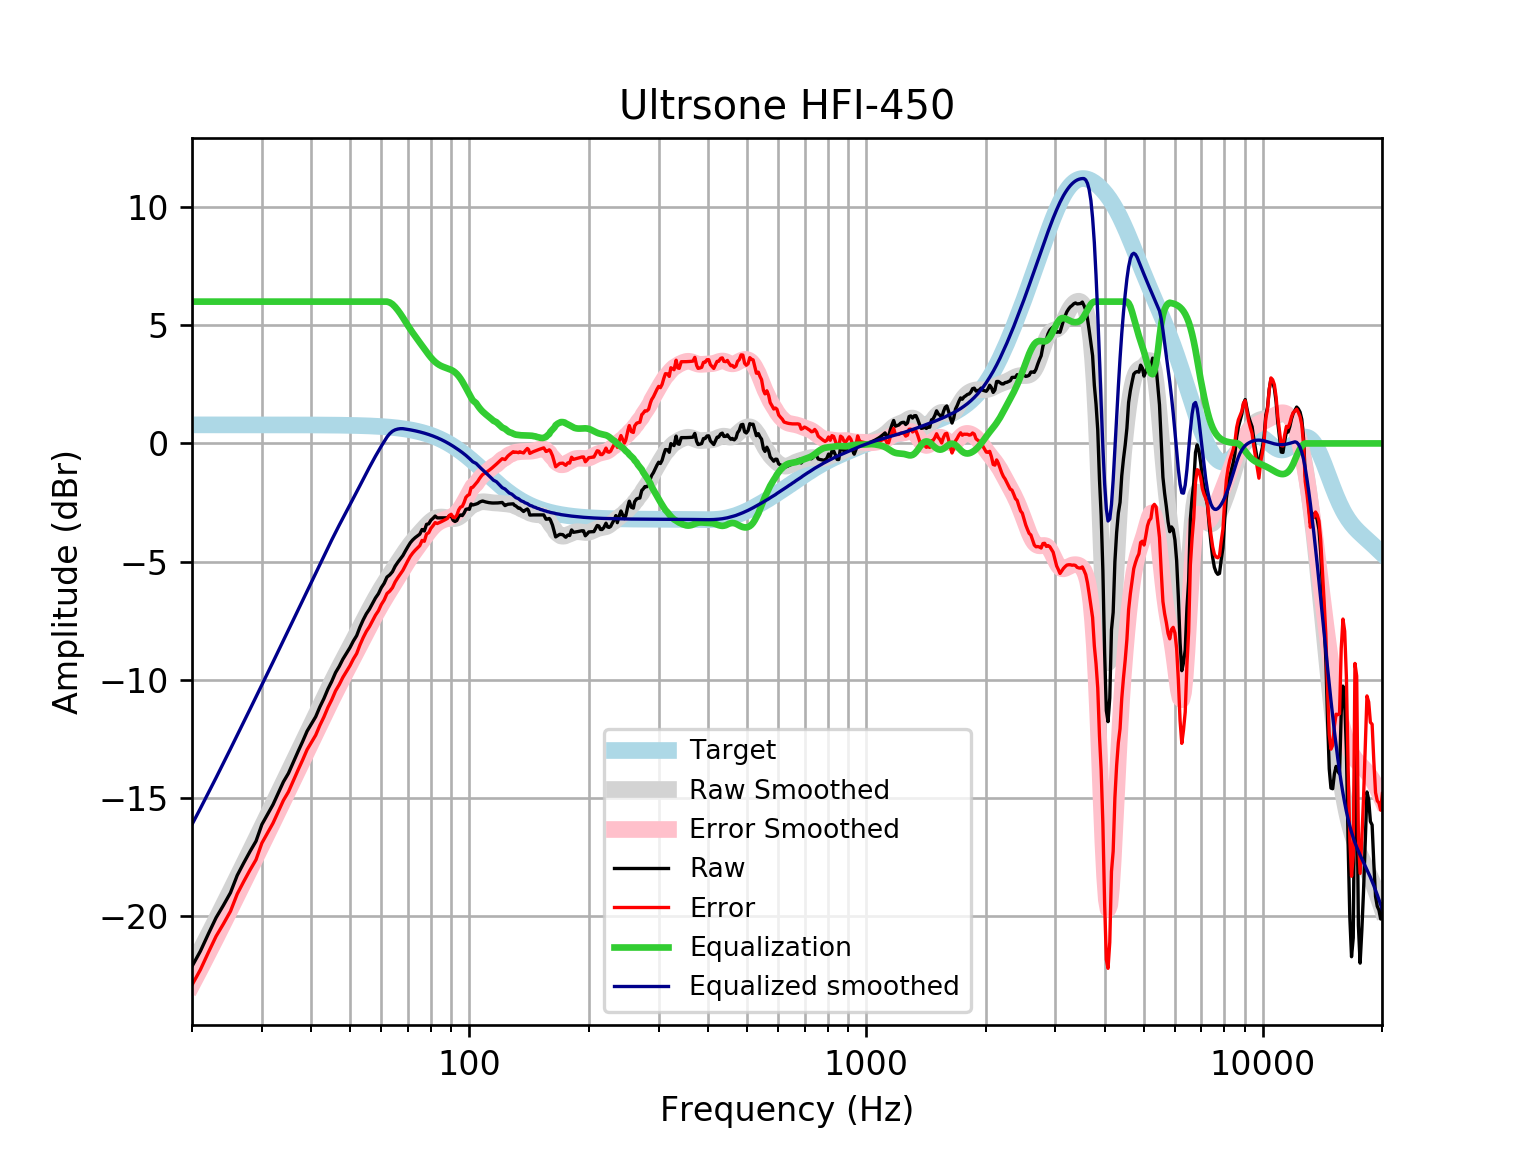 Ultrsone HFI-450
10
5
0
−5
−10
−15
−20
Amplitude (dBr)
Target
Raw Smoothed
Error Smoothed
Raw
Error
Equalization
Equalized smoothed
100
1000
10000
Frequency (Hz)